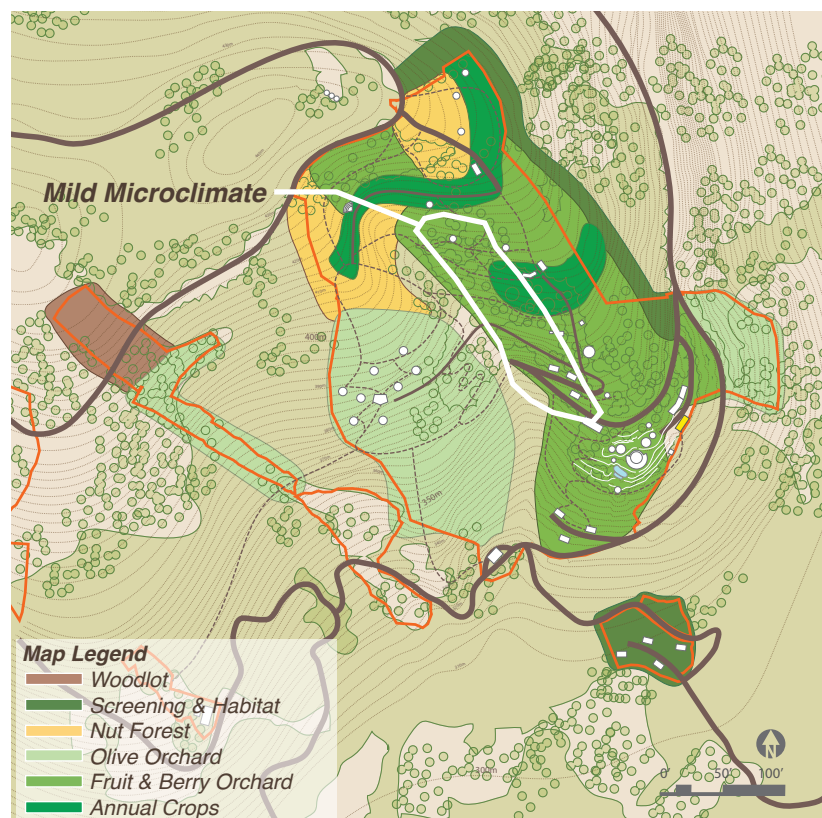 Mild Microclimate
400m
350m
300m
Map Legend
Woodlot
Screening & Habitat
Nut Forest
Olive Orchard
Fruit & Berry Orchard
Annual Crops
N
0' 50' 100'